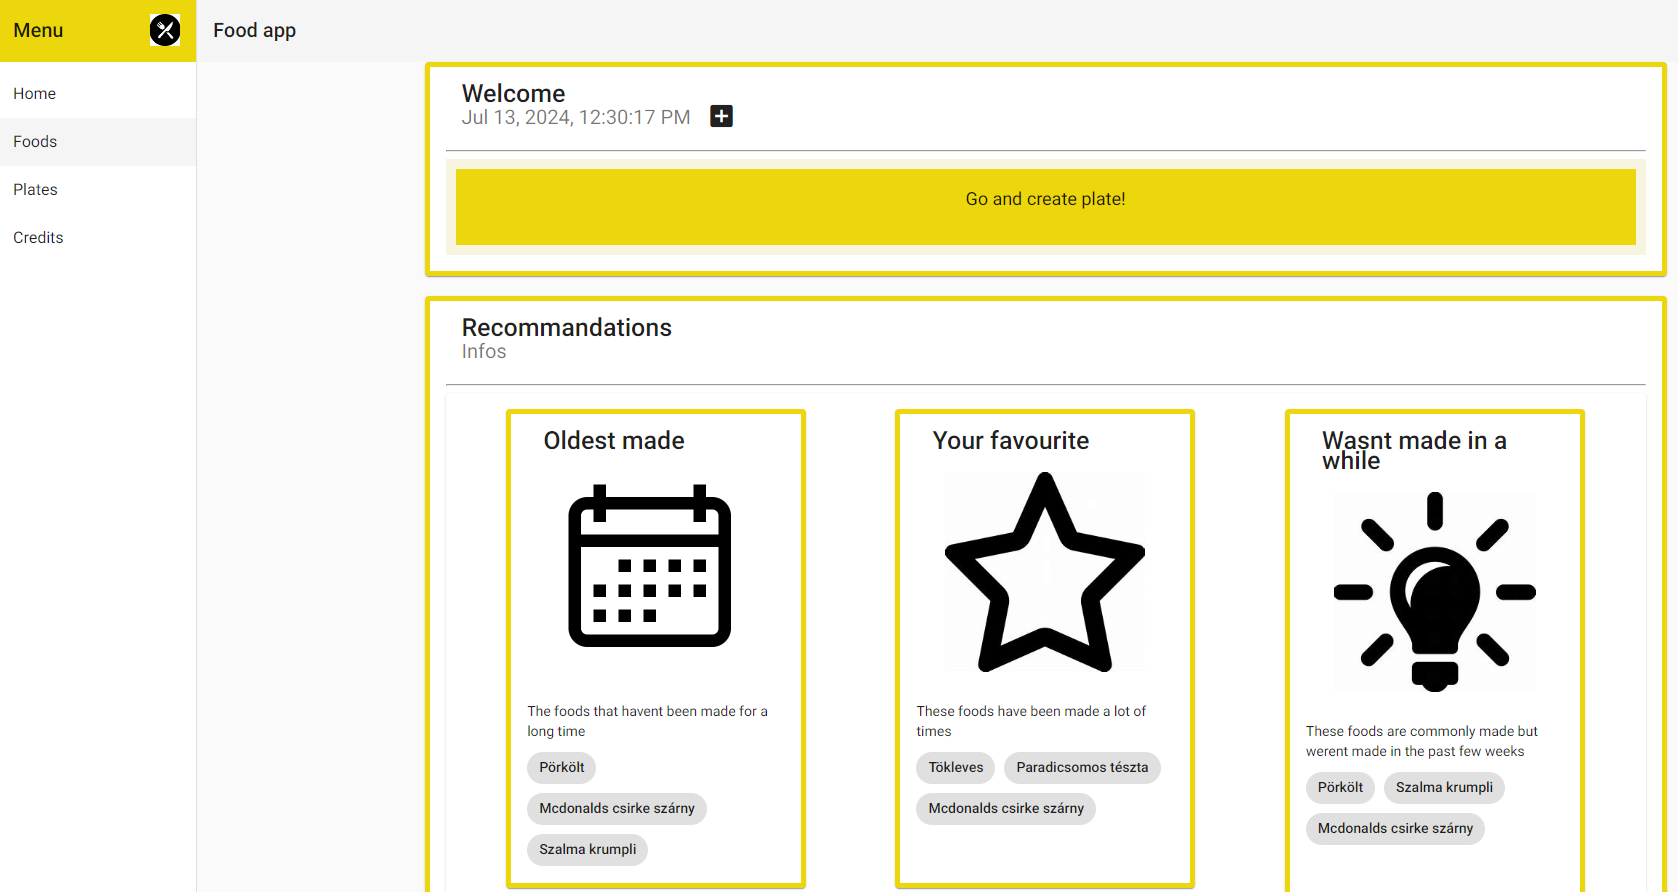 Menu
Food app
Home
Foods
Plates
Credits
Welcome
Jul 13, 2024, 12:30:17 PM
Go and create plate!
Recommandations
Infos
Oldest made
The foods that havent been made for a
long time
Pörkölt
Mcdonalds csirke szárny
Szalma krumpli
Your favourite
These foods have been made a lot of
times
Tökleves Paradicsomos tészta
Mcdonalds csirke szárny
Wasnt made in a
while
These foods are commonly made but
werent made in the past few weeks
Pörkölt Szalma krumpli
Mcdonalds csirke szárny